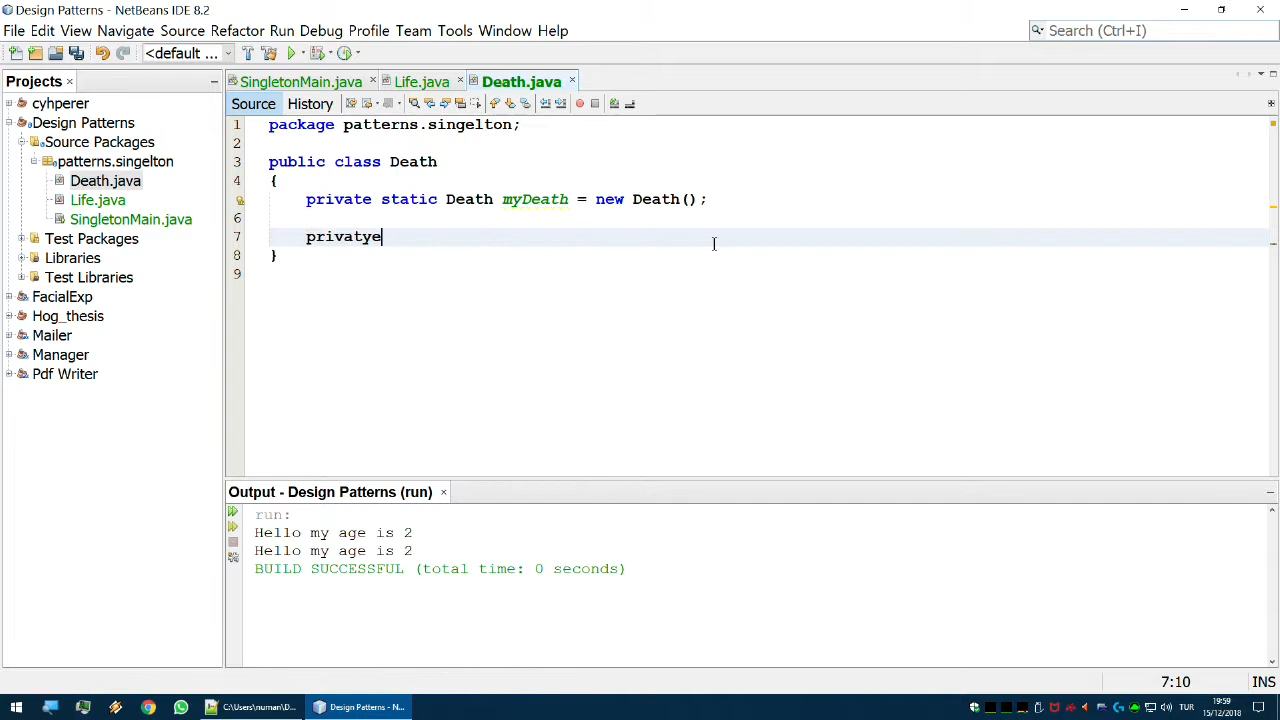 Design Patterns - NetBeans IDE 8.2
File Edit View Navigate Source Refactor Run Debug Profile Team Tools Window Help
Search (Ctrl+I)
<default ...
Projects
SingletonMain.java
Life.java
Death.java
Source
History
cyhperer
Design Patterns
Source Packages
patterns.singelton
Death.java
Life.java
SingletonMain.java
Test Packages
Libraries
Test Libraries
FacialExp
Hog_thesis
Mailer
Manager
Pdf Writer
1 package patterns.singelton;
2
3 public class Death
4 {
private static Death myDeath = new Death();
6
7 privatye
8 }
9
Output - Design Patterns (run)
run:
Hello my age is 2
Hello my age is 2
BUILD SUCCESSFUL (total time: 0 seconds)
7:10
INS
C:\Users\numan\D...
Design Patterns - N...
TUR
19:59
15/12/2018